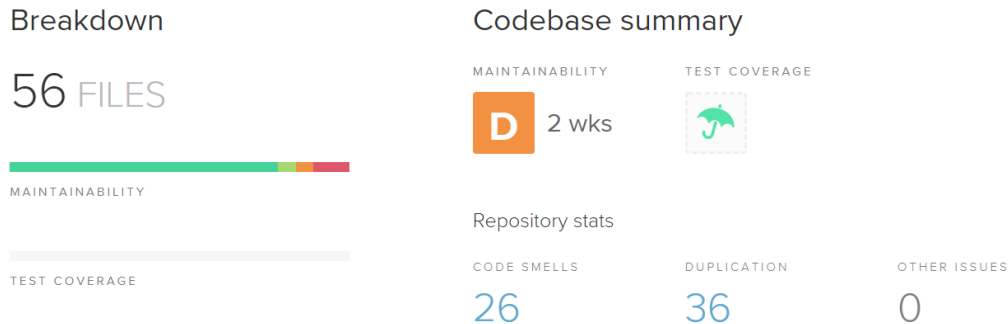 Breakdown
56 FILES
MAINTAINABILITY
TEST COVERAGE
Codebase summary
MAINTAINABILITY
TEST COVERAGE
D 2 wks
Repository stats
CODE SMELLS
DUPLICATION
OTHER ISSUES
26
36
0